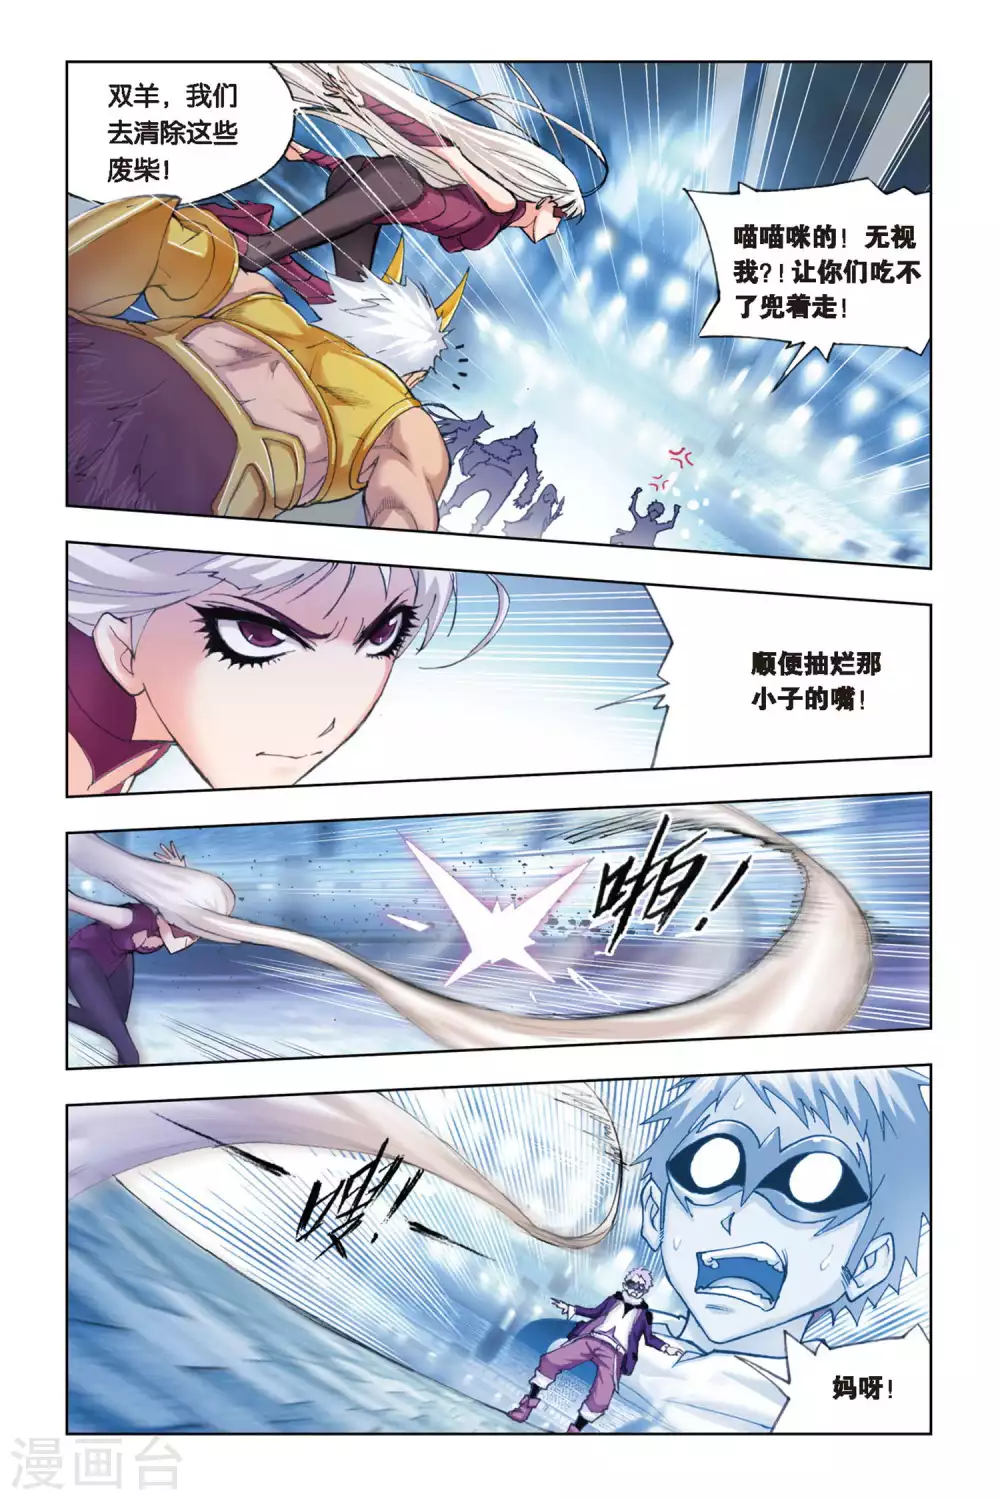 双羊，我们
去清除这些
废柴！
喵喵咪的！无视
我?!让你们吃不
了兜着走！
顺便抽烂那
小子的嘴！
啪！
嗖！
妈呀！
漫画台